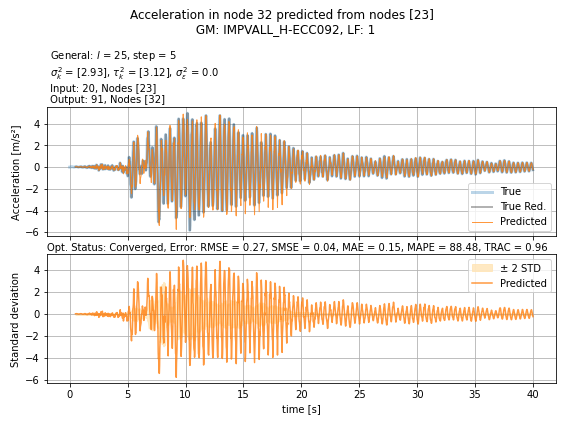 Acceleration in node 32 predicted from nodes [23]
GM: IMPVALL_H-ECC092, LF: 1
General: l = 25, step = 5
σ²ₖ = [2.93], τ²ₖ = [3.12], σ²ε = 0.0
Input: 20, Nodes [23]
Output: 91, Nodes [32]
Acceleration [m/s²]
4
2
0
−2
−4
−6
True
True Red.
Predicted
Opt. Status: Converged, Error: RMSE = 0.27, SMSE = 0.04, MAE = 0.15, MAPE = 88.48, TRAC = 0.96
Standard deviation
4
2
0
−2
−4
−6
± 2 STD
Predicted
0 5 10 15 20 25 30 35 40
time [s]